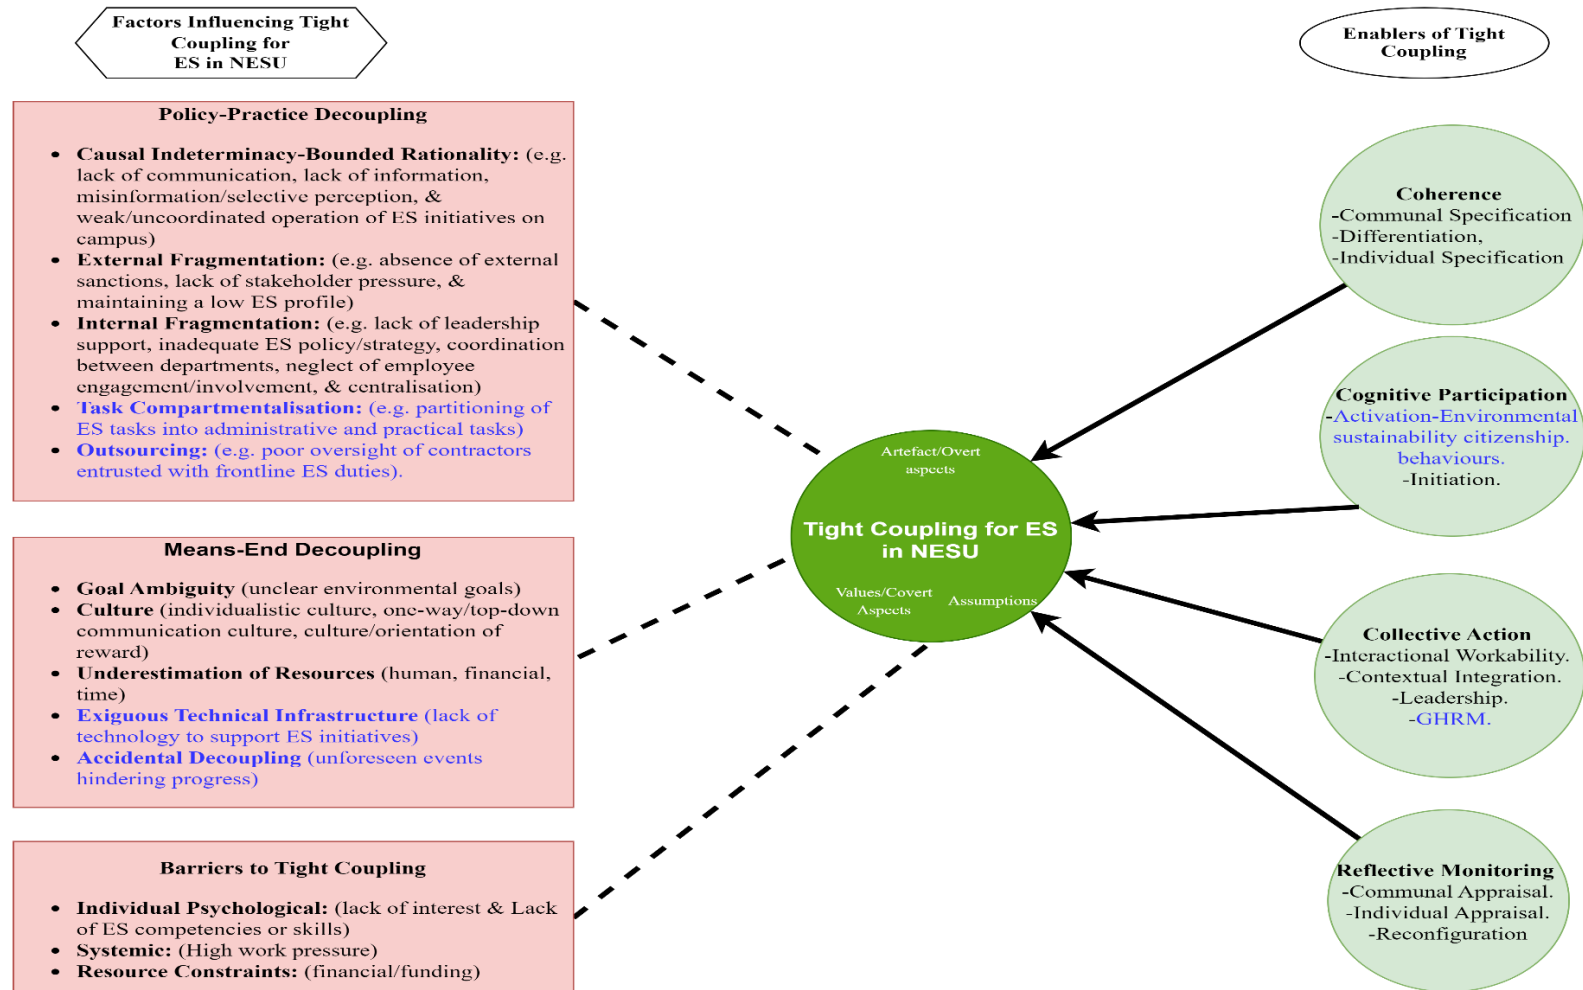 Factors Influencing Tight
Coupling for
ES in NESU
Policy-Practice Decoupling
• Causal Indeterminacy-Bounded Rationality: (e.g.
lack of communication, lack of information,
misinformation/selective perception, &
weak/uncoordinated operation of ES initiatives on
campus)
• External Fragmentation: (e.g. absence of external
sanctions, lack of stakeholder pressure, &
maintaining a low ES profile)
• Internal Fragmentation: (e.g. lack of leadership
support, inadequate ES policy/strategy, coordination
between departments, neglect of employee
engagement/involvement, & centralisation)
• Task Compartmentalisation: (e.g. partitioning of
ES tasks into administrative and practical tasks)
• Outsourcing: (e.g. poor oversight of contractors
entrusted with frontline ES duties).
Means-End Decoupling
• Goal Ambiguity (unclear environmental goals)
• Culture (individualistic culture, one-way/top-down
communication culture, culture/orientation of
reward)
• Underestimation of Resources (human, financial,
time)
• Exiguous Technical Infrastructure (lack of
technology to support ES initiatives)
• Accidental Decoupling (unforeseen events
hindering progress)
Barriers to Tight Coupling
• Individual Psychological: (lack of interest & Lack
of ES competencies or skills)
• Systemic: (High work pressure)
• Resource Constraints: (financial/funding)
Artefact/Overt
aspects
Tight Coupling for ES
in NESU
Values/Covert
Aspects
Assumptions
Enablers of Tight
Coupling
Coherence
-Communal Specification
-Differentiation,
-Individual Specification
Cognitive Participation
-Activation-Environmental
sustainability citizenship.
behaviours.
-Initiation.
Collective Action
-Interactional Workability.
-Contextual Integration.
-Leadership.
-GHRM.
Reflective Monitoring
-Communal Appraisal.
-Individual Appraisal.
-Reconfiguration